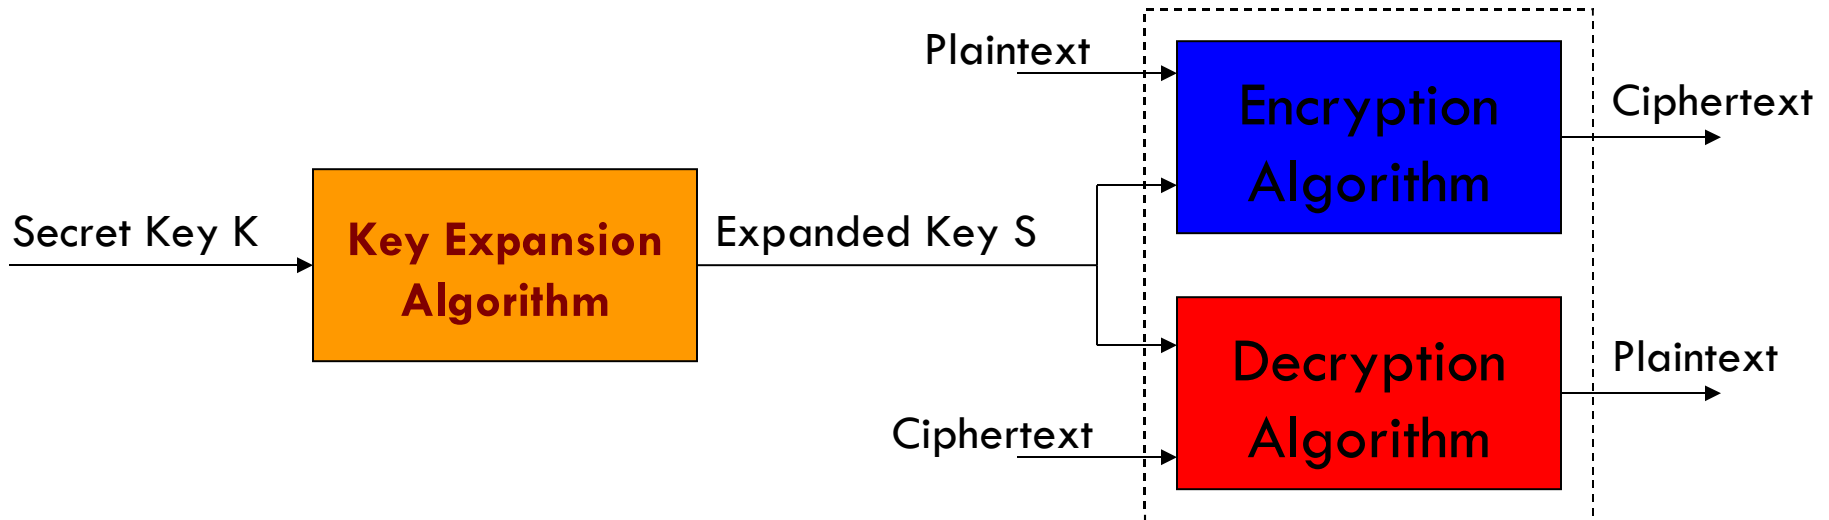 Plaintext
Encryption
Algorithm
Ciphertext
Secret Key K
Key Expansion
Algorithm
Expanded Key S
Decryption
Algorithm
Plaintext
Ciphertext